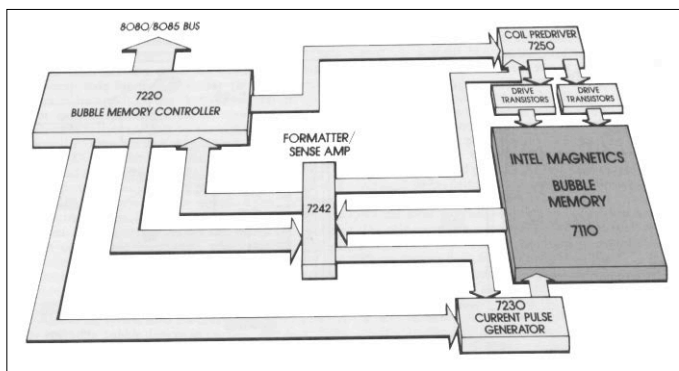 8080/8085 BUS
7220
BUBBLE MEMORY CONTROLLER
COIL PREDRIVER
7250
DRIVE
TRANSISTORS
DRIVE
TRANSISTORS
FORMATTER/
SENSE AMP
7242
INTEL MAGNETICS
BUBBLE
MEMORY
7110
7230
CURRENT PULSE
GENERATOR